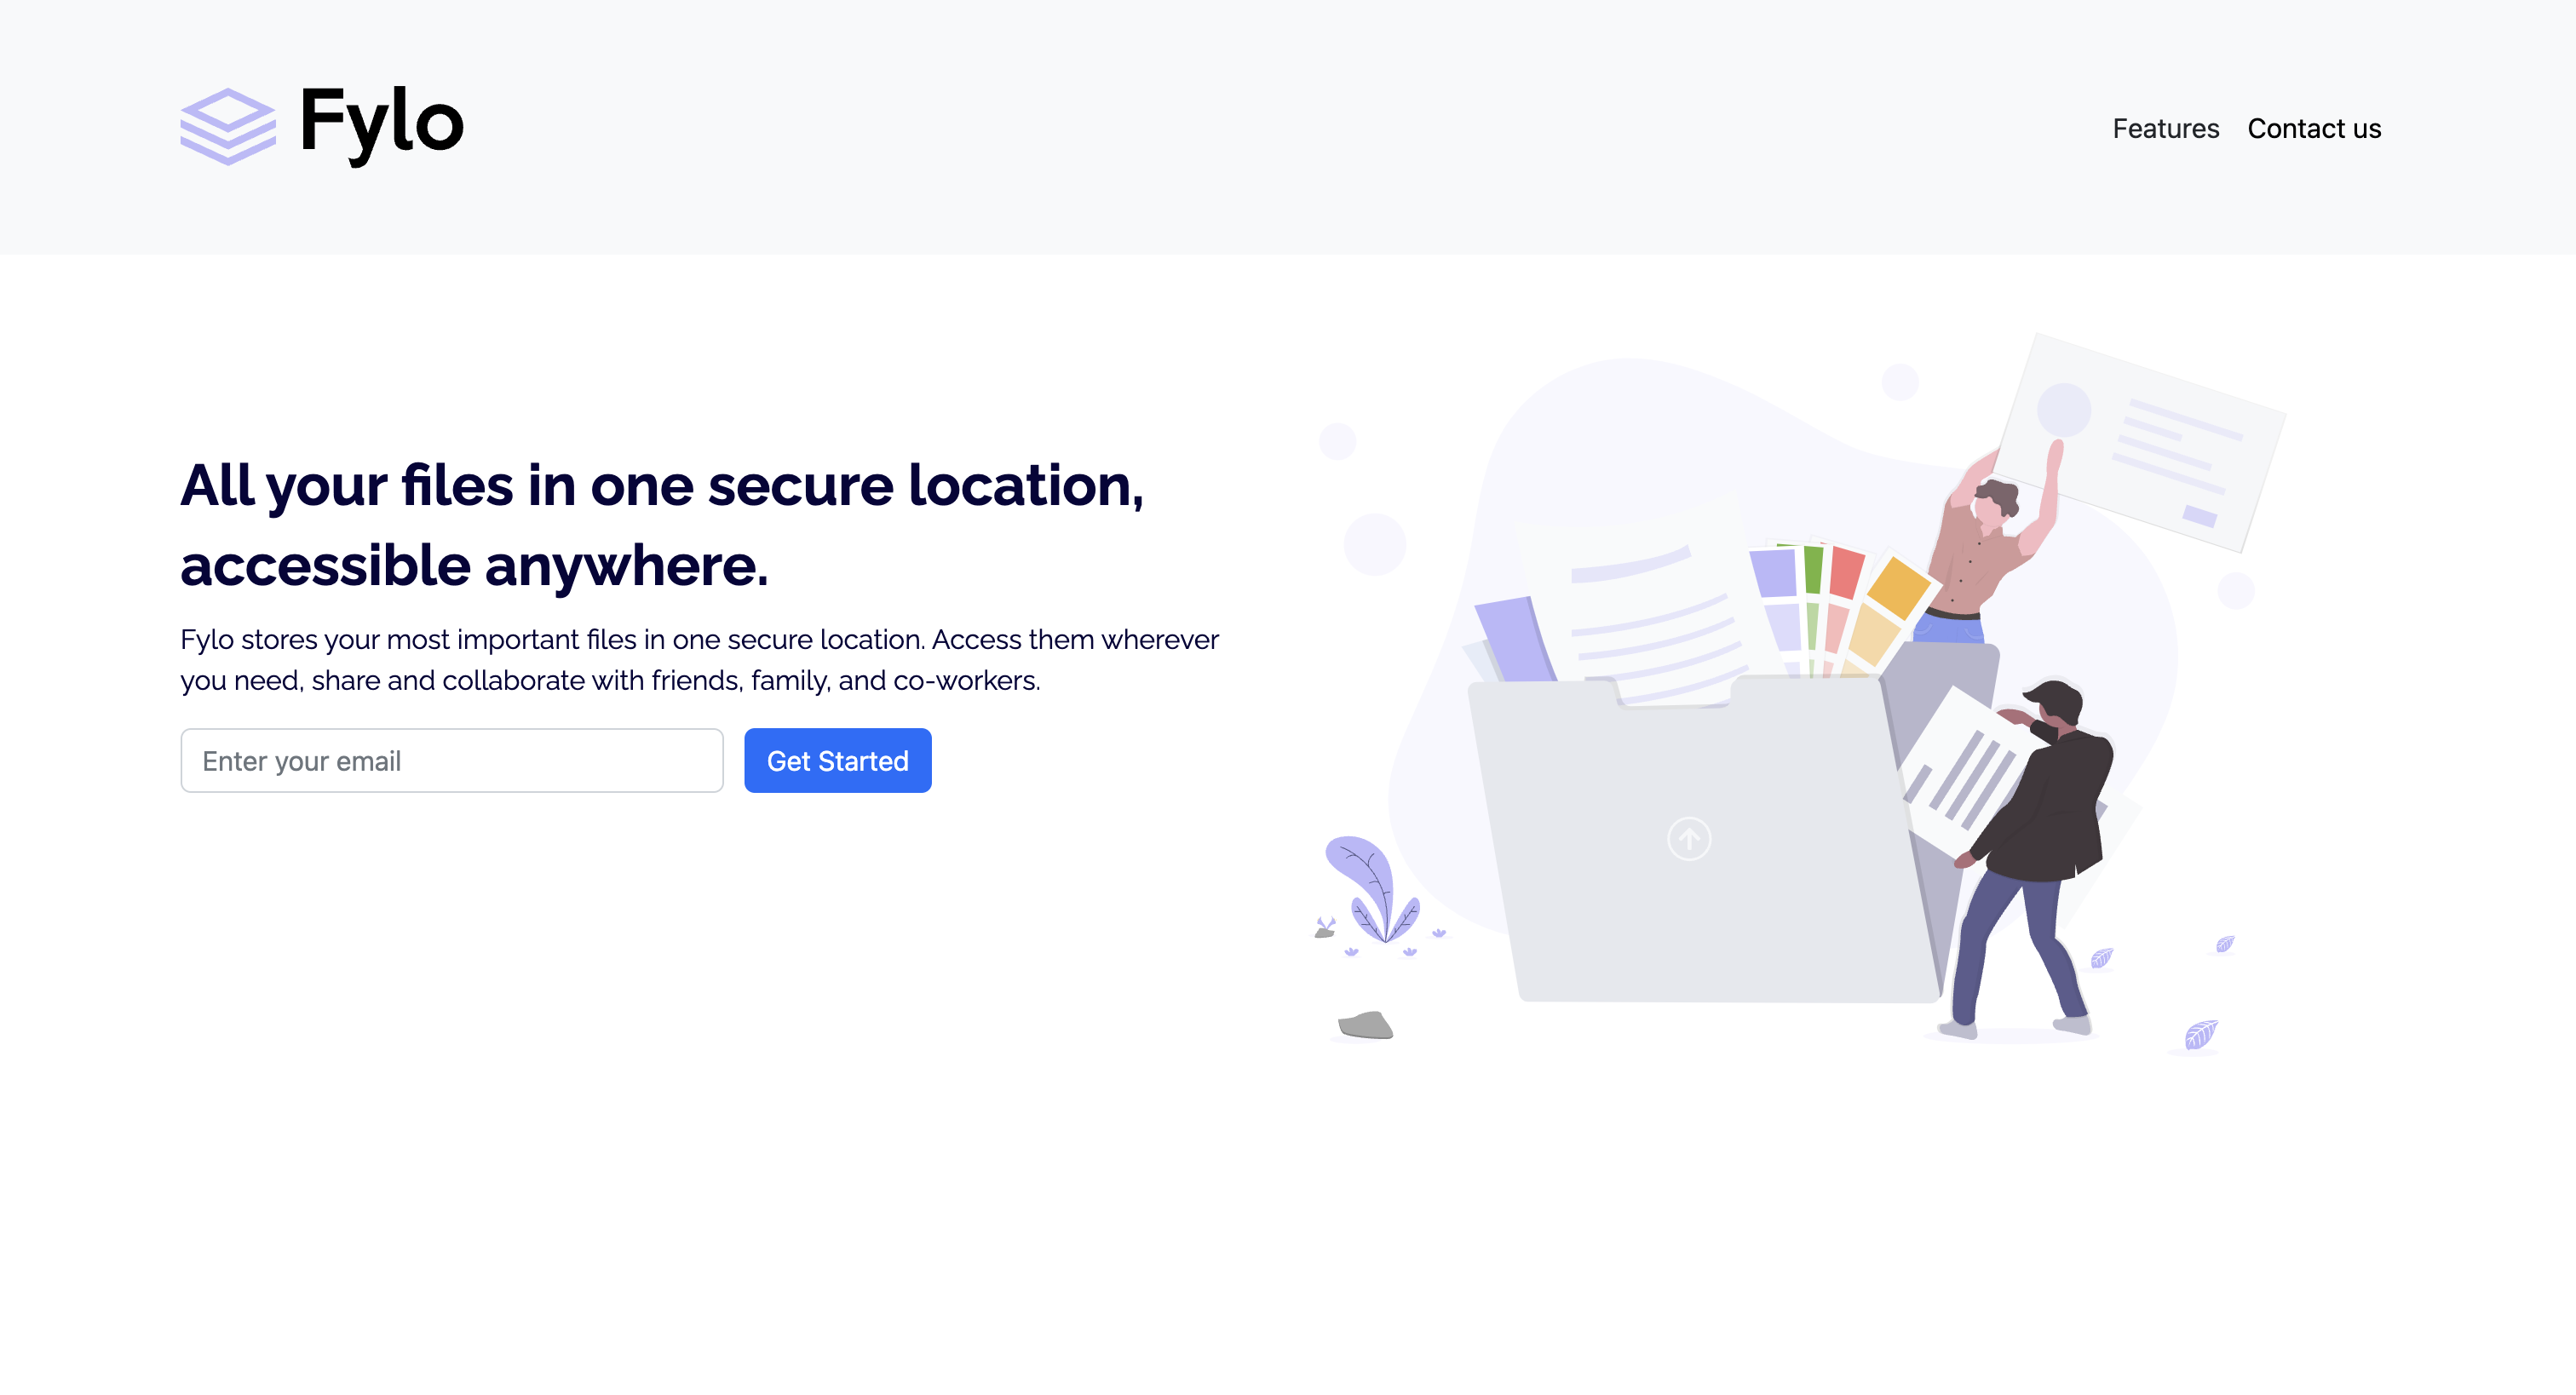 Fylo
Features
Contact us
All your files in one secure location,
accessible anywhere.
Fylo stores your most important files in one secure location. Access them wherever
you need, share and collaborate with friends, family, and co-workers.
Enter your email
Get Started